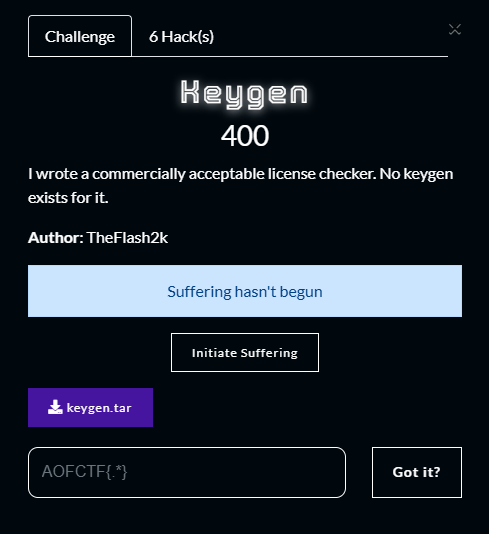 Challenge
6 Hack(s)
Keygen
400
I wrote a commercially acceptable license checker. No keygen
exists for it.
Author: TheFlash2k
Suffering hasn't begun
Initiate Suffering
keygen.tar
AOFCTF{.*}
Got it?